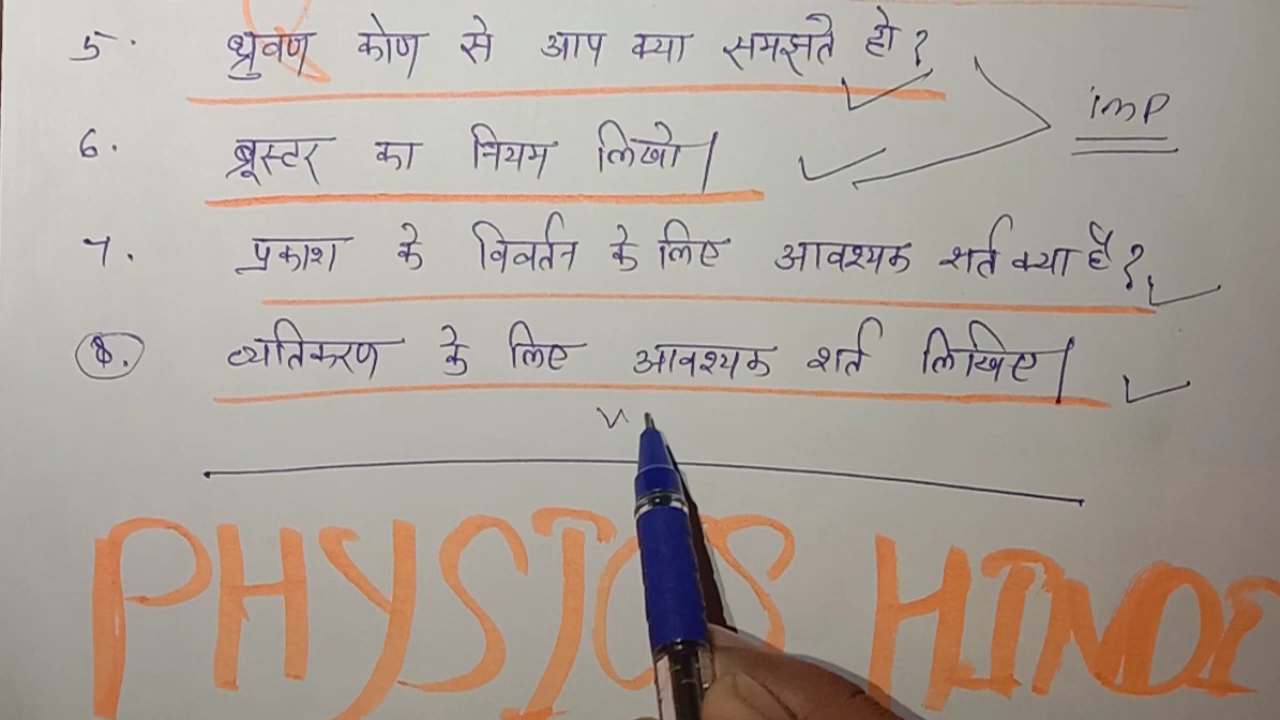 5. ध्रुवण कोण से आप क्या समझते हो?
imp
6. ब्रूस्टर का नियम लिखो।
7. प्रकाश के विवर्तन के लिए आवश्यक शर्त क्या है?
8. व्यतिकरण के लिए आवश्यक शर्त लिखिए।
PHYSICS HINDI